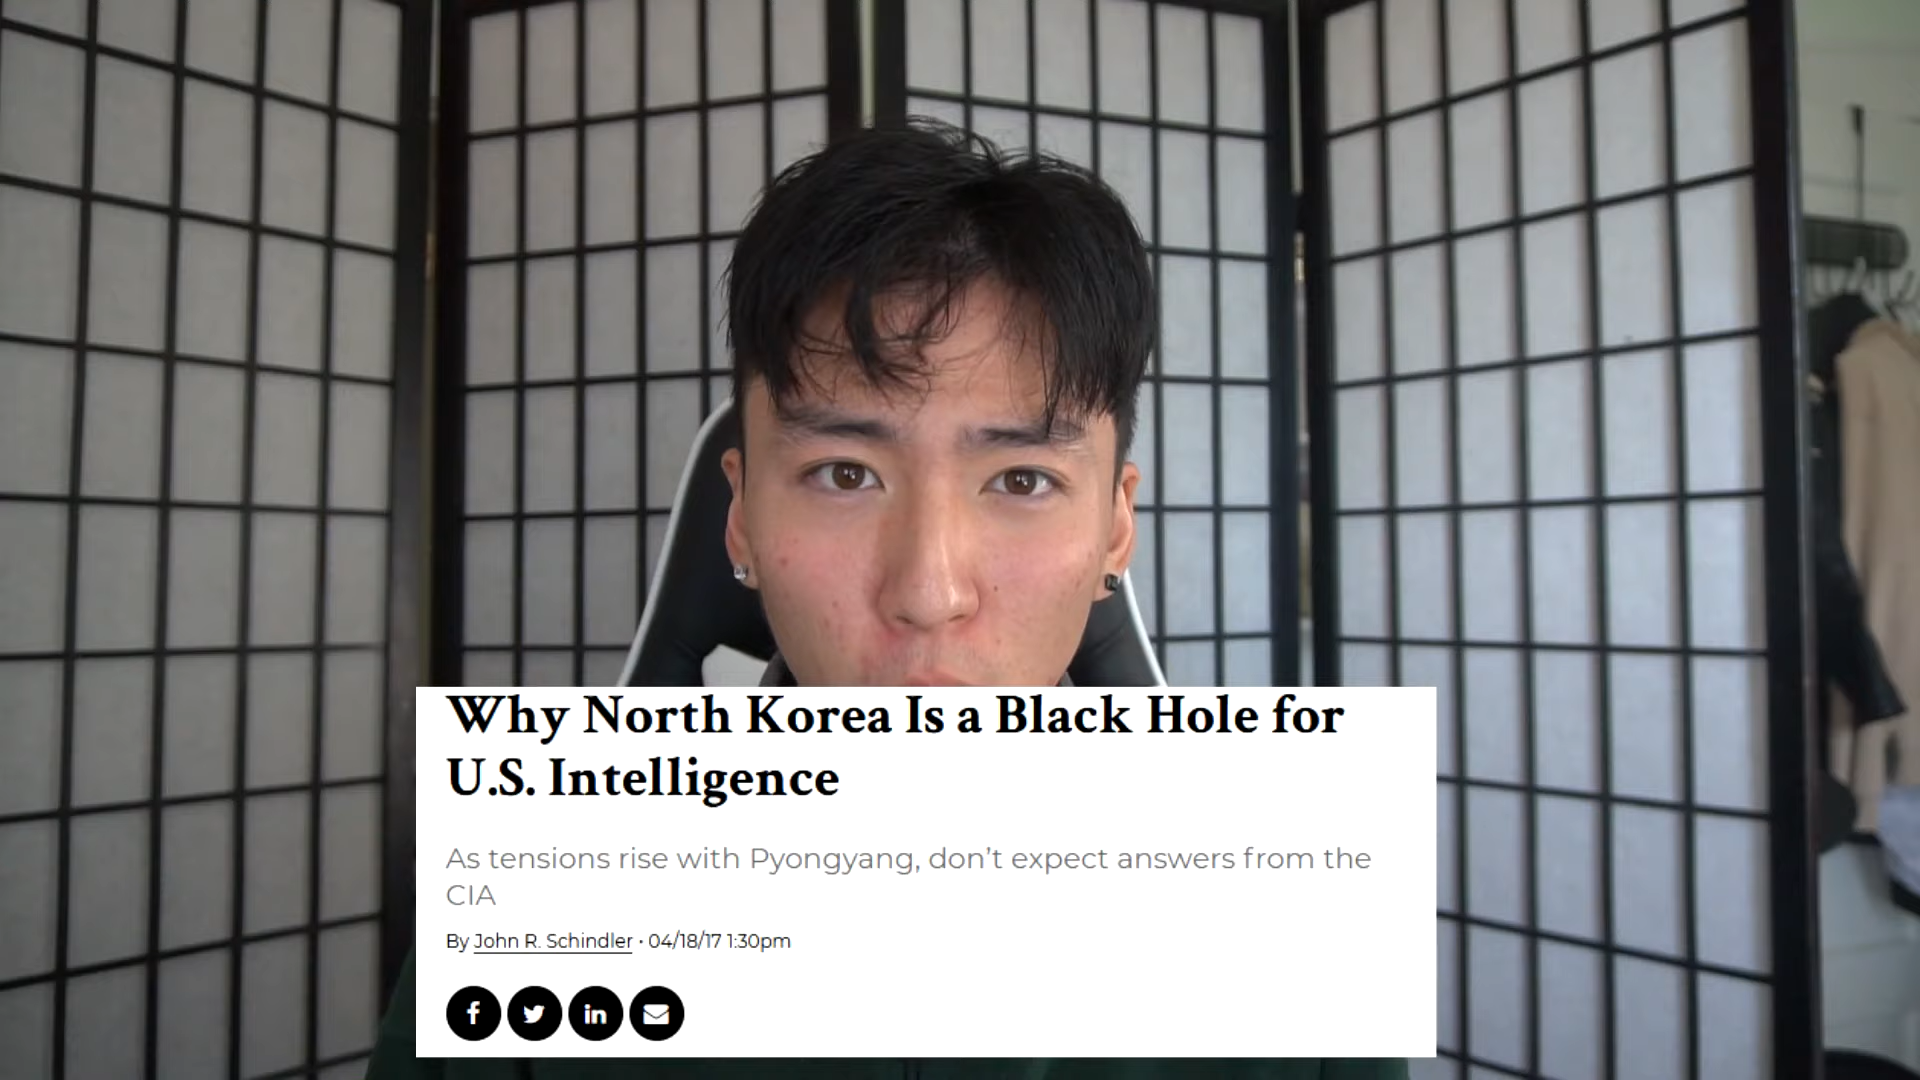 Why North Korea Is a Black Hole for
U.S. Intelligence
As tensions rise with Pyongyang, don’t expect answers from the
CIA
By John R. Schindler · 04/18/17 1:30pm